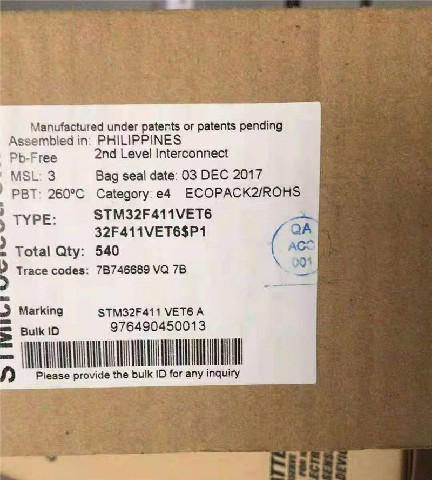 Manufactured under patents or patents pending
Assembled in: PHILIPPINES
Pb-Free 2nd Level Interconnect
MSL: 3 Bag seal date: 03 DEC 2017
PBT: 260°C Category: e4 ECOPACK2/ROHS
TYPE: STM32F411VET6
32F411VET6$P1
Total Qty: 540
Trace codes: 7B746689 VQ 7B
Marking STM32F411 VET6 A
Bulk ID 976490450013
Please provide the bulk ID for any inquiry
QA
ACC
001